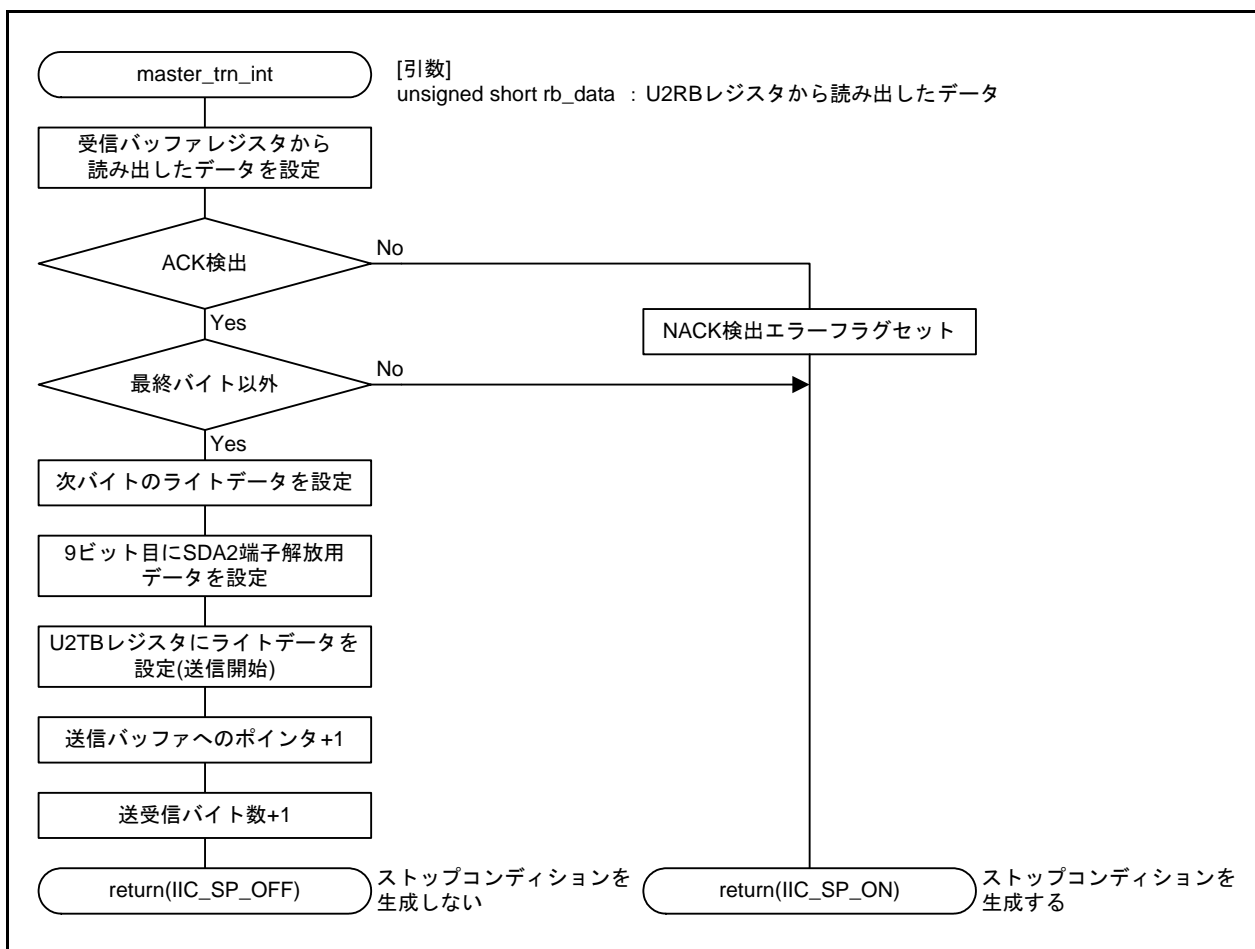 master_trn_int
[引数]
unsigned short rb_data : U2RBレジスタから読み出したデータ
受信バッファレジスタから
読み出したデータを設定
ACK検出
No
Yes
NACK検出エラーフラグセット
最終バイト以外
No
Yes
次バイトのライトデータを設定
9ビット目にSDA2端子解放用
データを設定
U2TBレジスタにライトデータを
設定(送信開始)
送信バッファへのポインタ+1
送受信バイト数+1
return(IIC_SP_OFF)
ストップコンディションを
生成しない
return(IIC_SP_ON)
ストップコンディションを
生成する